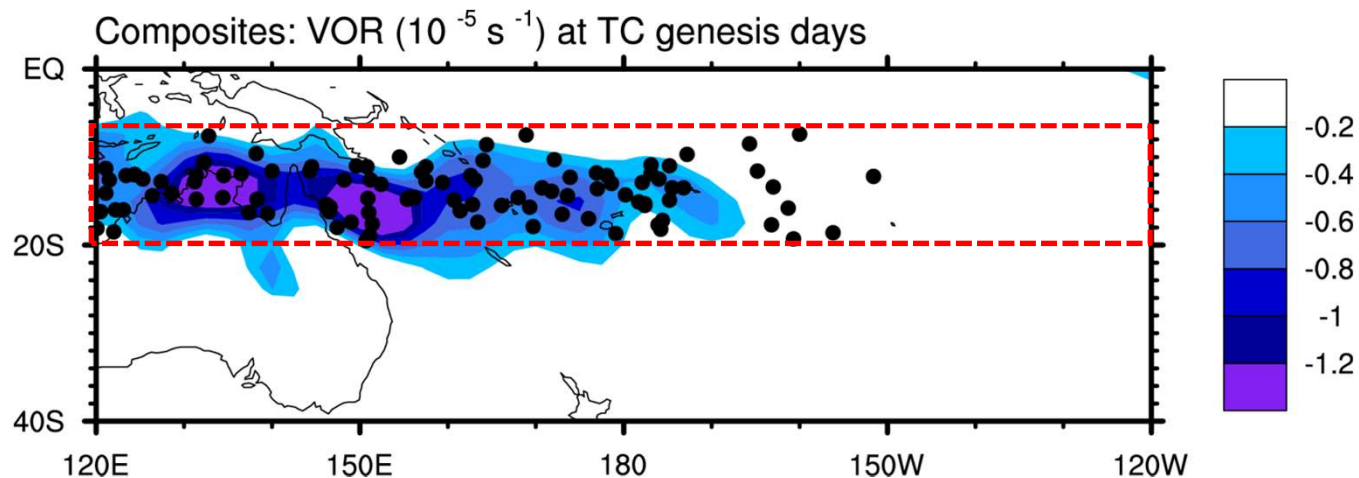 Composites: VOR (10 -5 s -1) at TC genesis days
EQ
20S
40S
120E 150E 180 150W 120W
-0.2
-0.4
-0.6
-0.8
-1
-1.2